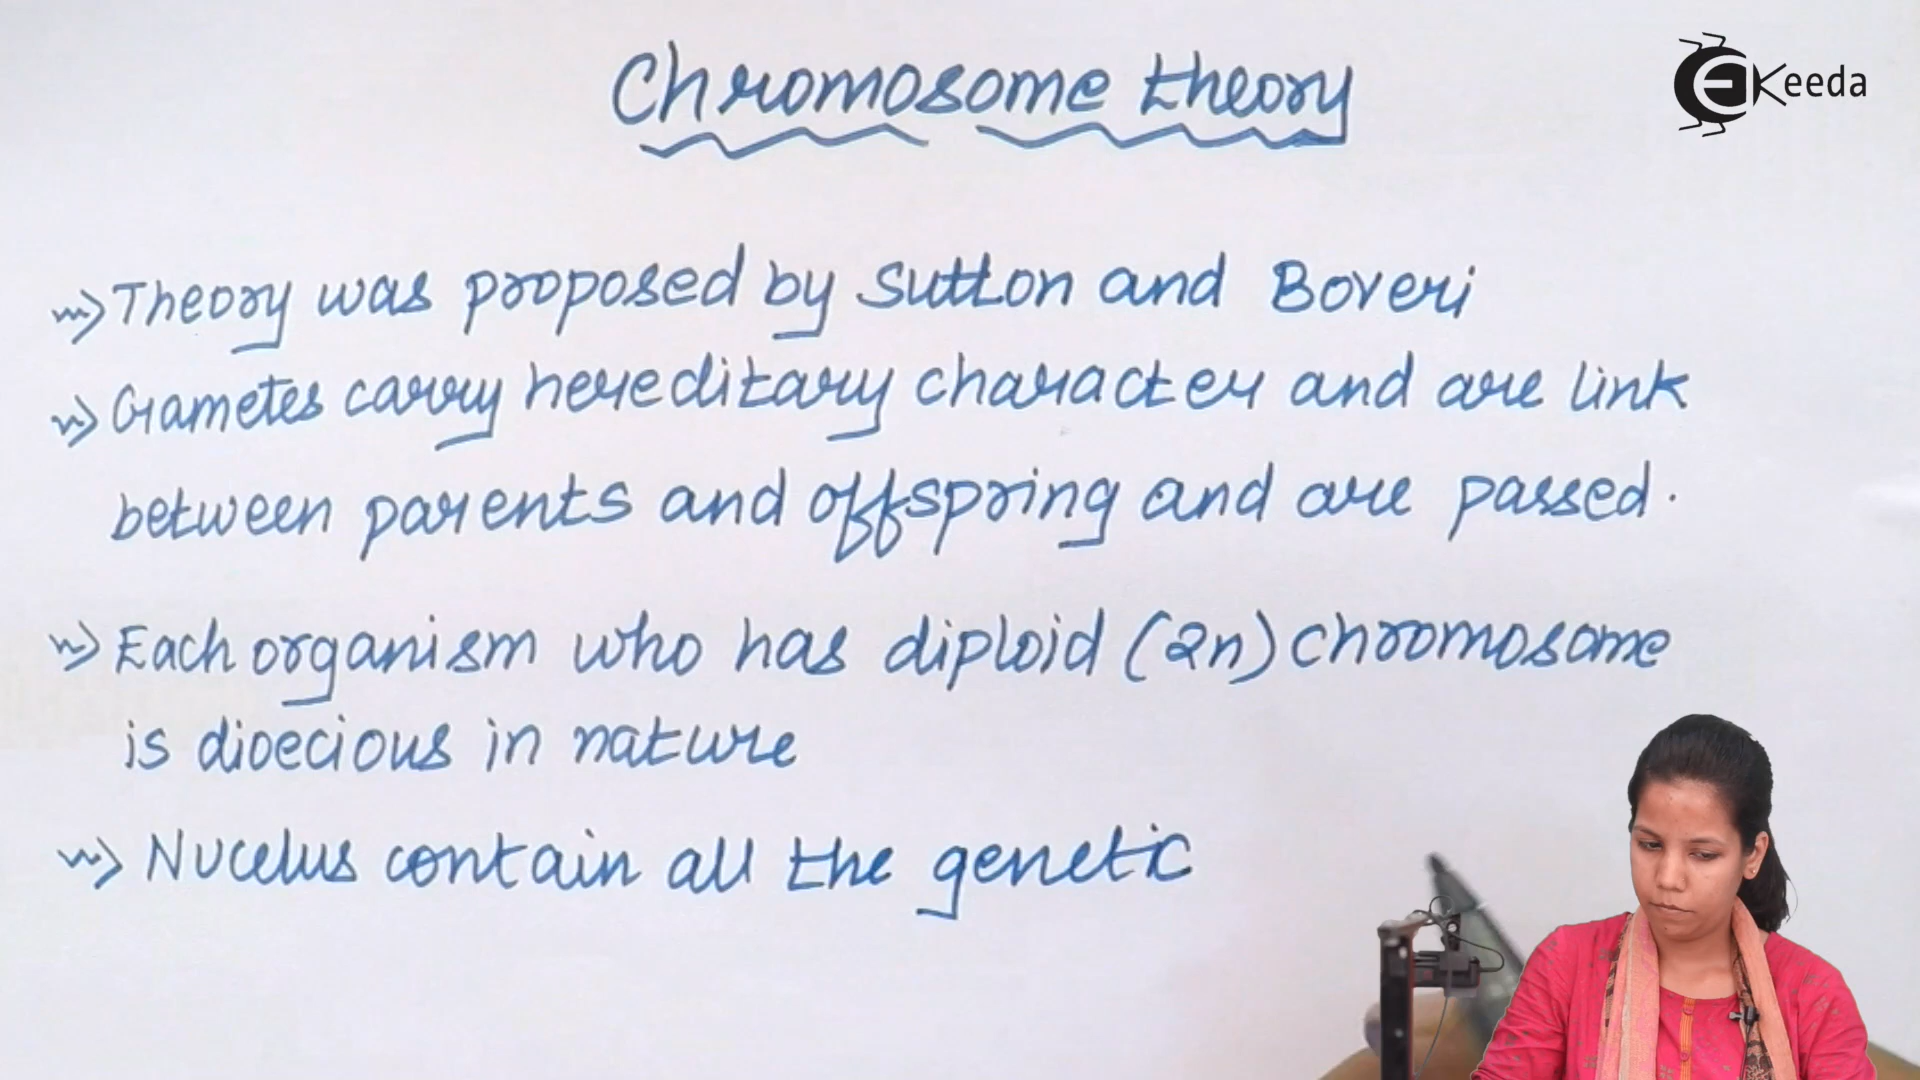 Chromosome theory
EKeeda
Theory was proposed by Sutton and Boveri
Gametes carry hereditary character and are link
between parents and offspring and are passed.
Each organism who has diploid (2n) chromosome
is dioecious in nature
Nucelus contain all the genetic